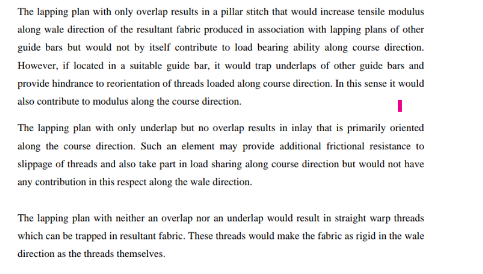 The lapping plan with only overlap results in a pillar stitch that would increase tensile modulus
along wale direction of the resultant fabric produced in association with lapping plans of other
guide bars but would not by itself contribute to load bearing ability along course direction.
However, if located in a suitable guide bar, it would trap underlaps of other guide bars and
provide hindrance to reorientation of threads loaded along course direction. In this sense it would
also contribute to modulus along the course direction.
The lapping plan with only underlap but no overlap results in inlay that is primarily oriented
along the course direction. Such an element may provide additional frictional resistance to
slippage of threads and also take part in load sharing along course direction but would not have
any contribution in this respect along the wale direction.
The lapping plan with neither an overlap nor an underlap would result in straight warp threads
which can be trapped in resultant fabric. These threads would make the fabric as rigid in the wale
direction as the threads themselves.